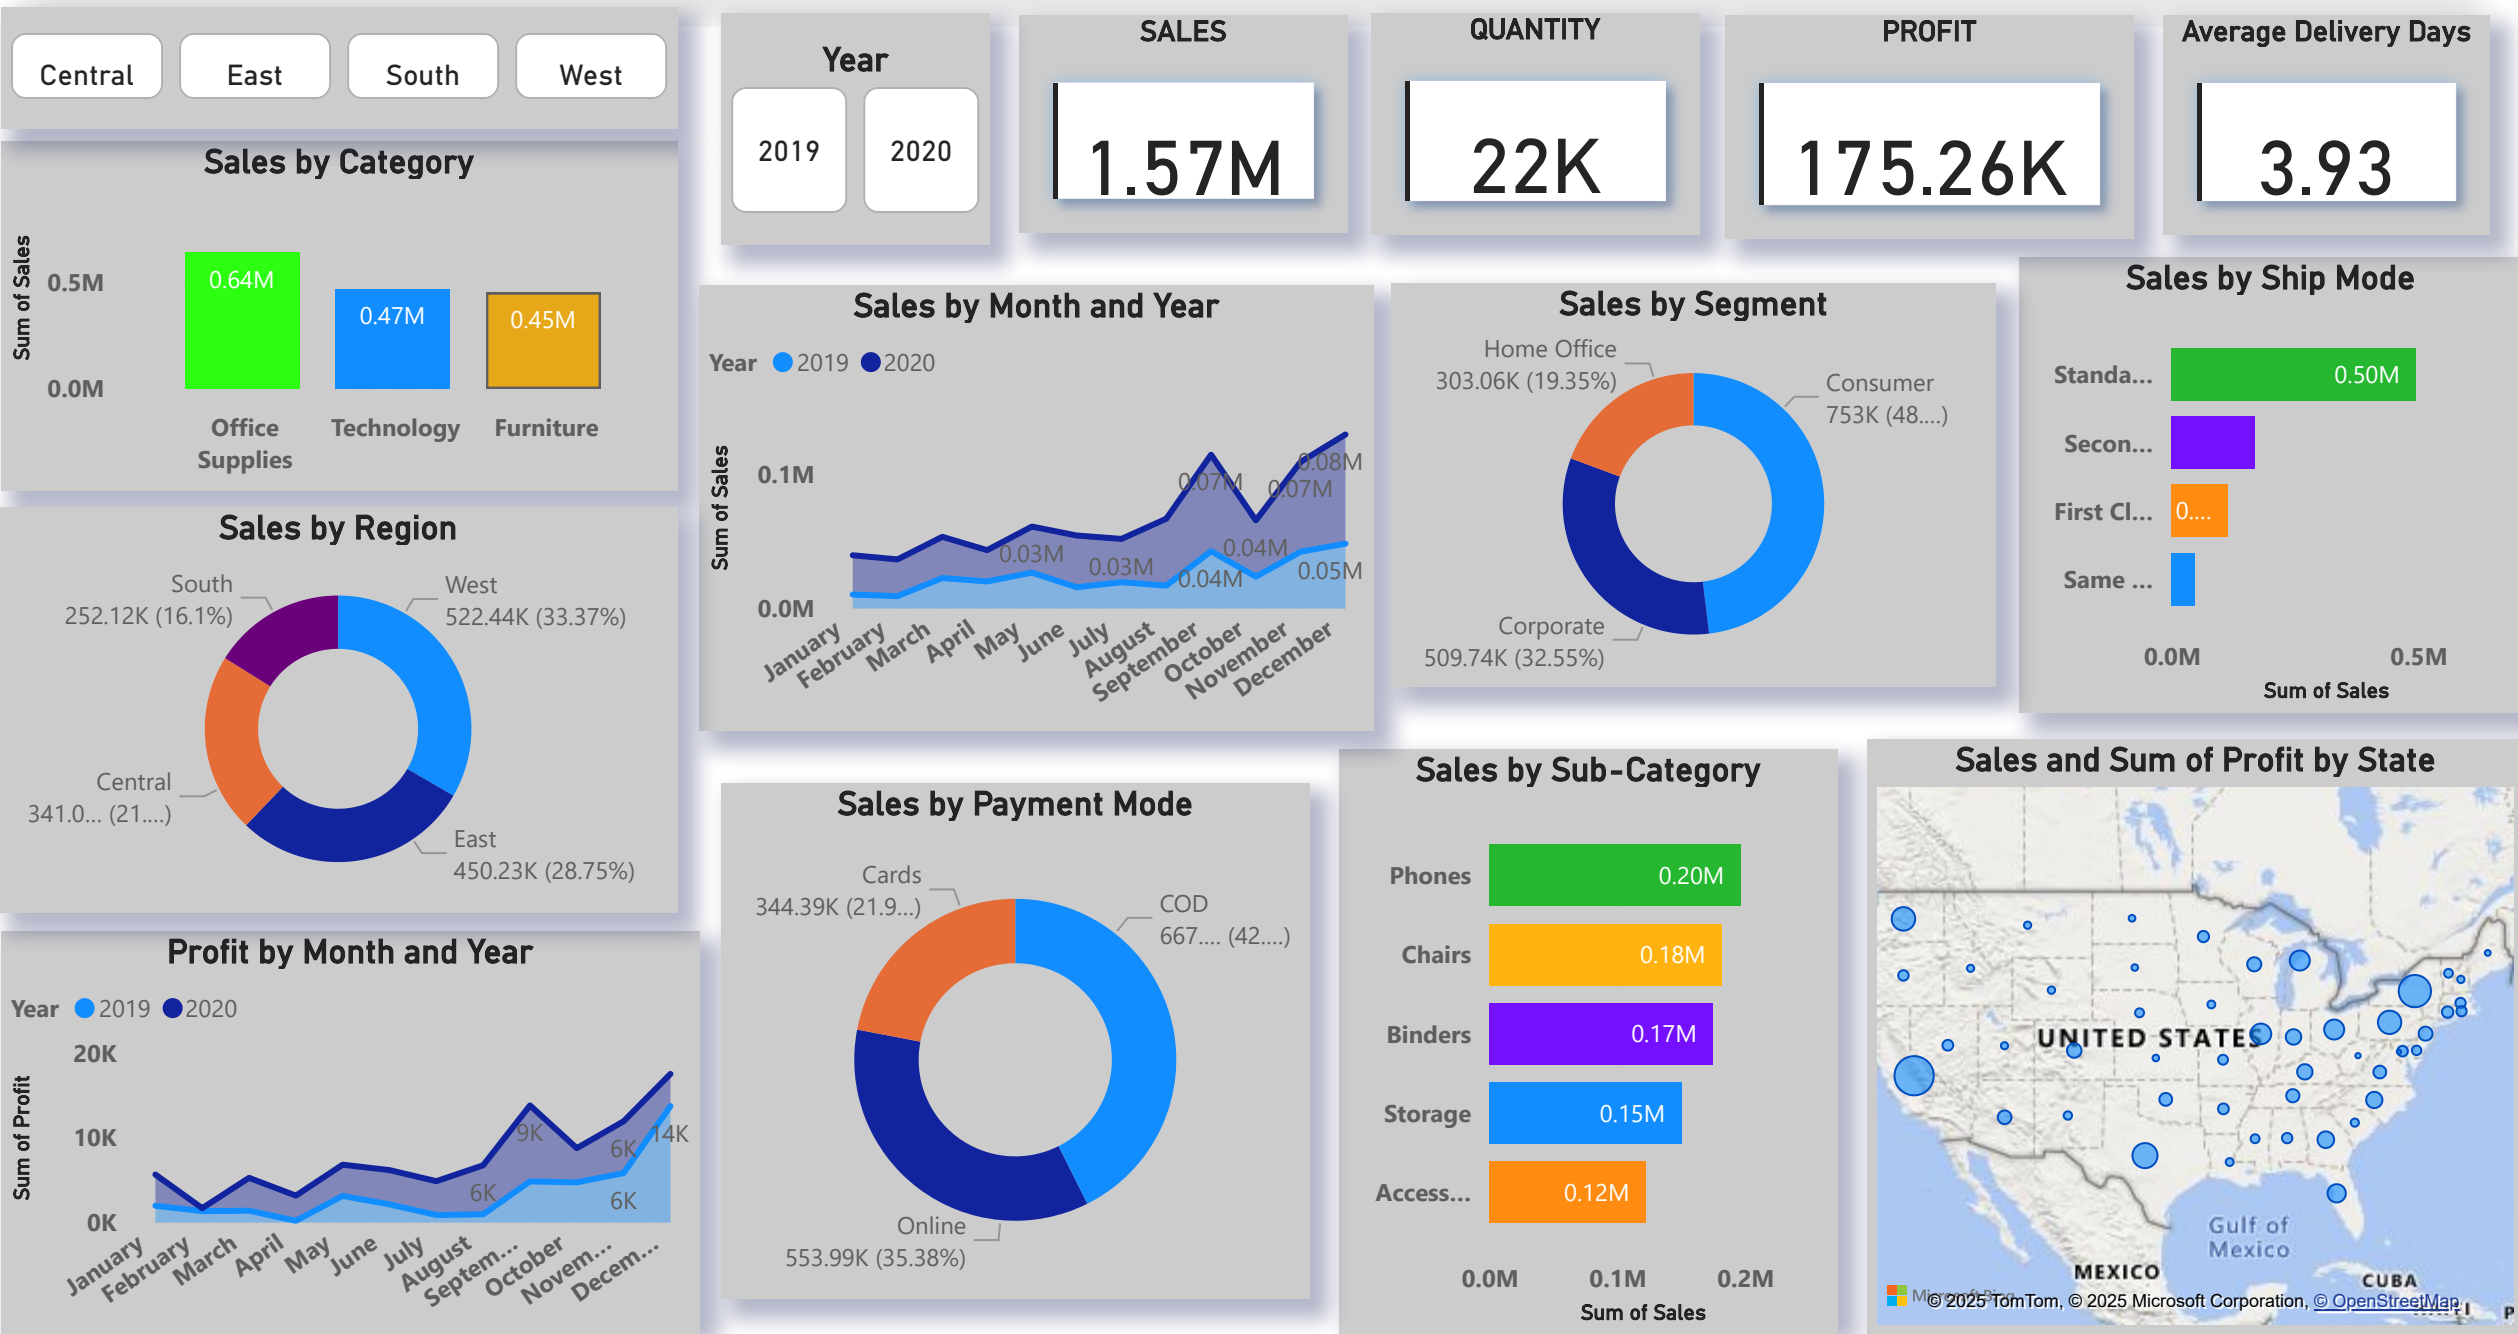 Central
East
South
West
Year
2019
2020
SALES
1.57M
QUANTITY
22K
PROFIT
175.26K
Average Delivery Days
3.93
Sales by Category
Sum of Sales
0.5M
0.0M
0.64M
0.47M
0.45M
Office
Supplies
Technology
Furniture
Sales by Month and Year
Year 2019 2020
Sum of Sales
0.1M
0.0M
0.03M
0.03M
0.07M
0.04M
0.04M
0.07M
0.08M
0.05M
January
February
March
April
May
June
July
August
September
October
November
December
Sales by Segment
Home Office
303.06K (19.35%)
Consumer
753K (48....)
Corporate
509.74K (32.55%)
Sales by Ship Mode
Standa...
0.50M
Secon...
First Cl...
0....
Same ...
0.0M
0.5M
Sum of Sales
Sales by Region
South
252.12K (16.1%)
West
522.44K (33.37%)
Central
341.0... (21....)
East
450.23K (28.75%)
Profit by Month and Year
Year 2019 2020
Sum of Profit
20K
10K
0K
6K
9K
6K
6K
14K
January
February
March
April
May
June
July
August
Septem...
October
Novem...
Decem...
Sales by Payment Mode
Cards
344.39K (21.9...)
COD
667.... (42....)
Online
553.99K (35.38%)
Sales by Sub-Category
Phones
0.20M
Chairs
0.18M
Binders
0.17M
Storage
0.15M
Access...
0.12M
0.0M
0.1M
0.2M
Sum of Sales
Sales and Sum of Profit by State
UNITED STATES
Gulf of
Mexico
MEXICO
CUBA
Microsoft Bing
© 2025 TomTom, © 2025 Microsoft Corporation, © OpenStreetMap
P